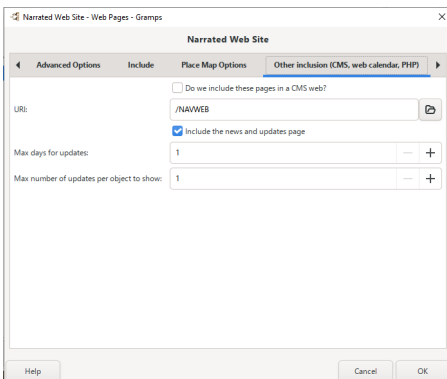 Narrated Web Site - Web Pages - Gramps
Narrated Web Site
Advanced Options Include Place Map Options Other inclusion (CMS, web calendar, PHP)
Do we include these pages in a CMS web?
URI: /NAVWEB
Include the news and updates page
Max days for updates: 1
Max number of updates per object to show: 1
Help Cancel OK